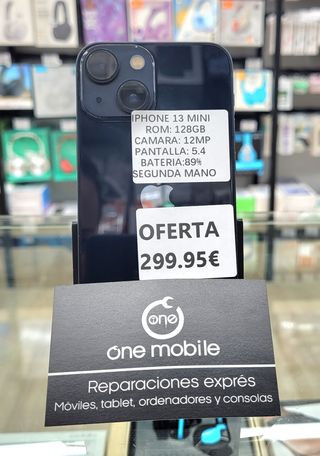 IPHONE 13 MINI
ROM: 128GB
CAMARA: 12MP
PANTALLA: 5.4
BATERIA:89%
SEGUNDA MANO
OFERTA
299.95€
one
one mobile
Reparaciones exprés
Móviles, tablet, ordenadores y consolas